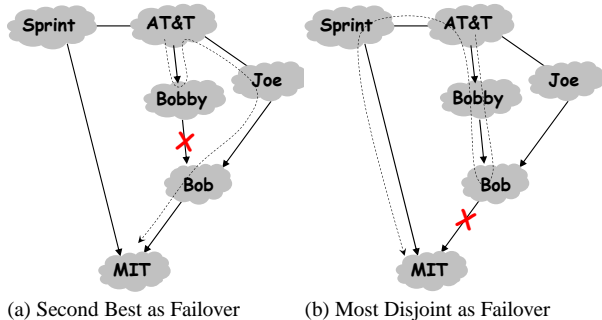 Sprint
AT&T
Joe
Bobby
Bob
MIT
(a) Second Best as Failover
Sprint
AT&T
Joe
Bobby
Bob
MIT
(b) Most Disjoint as Failover